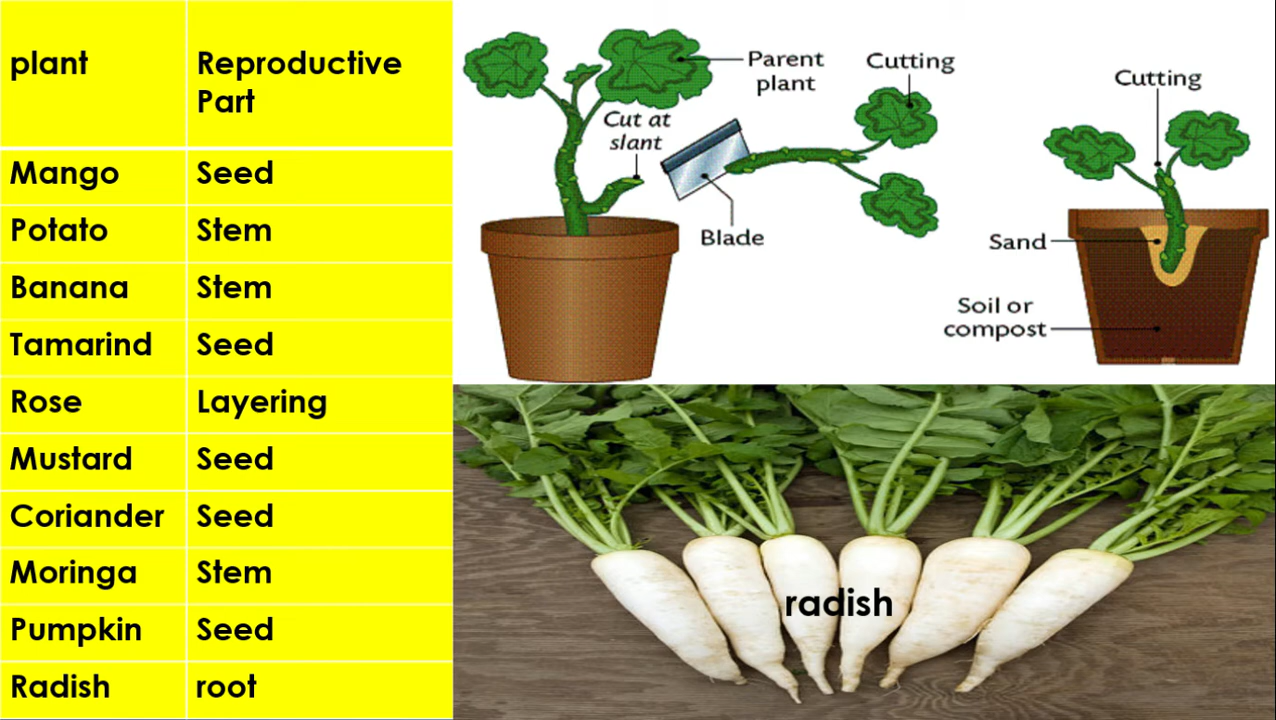 plant Reproductive
Part
Mango Seed
Potato Stem
Banana Stem
Tamarind Seed
Rose Layering
Mustard Seed
Coriander Seed
Moringa Stem
Pumpkin Seed
Radish root
Parent
plant
Cutting
Cut at
slant
Blade
Cutting
Sand
Soil or
compost
radish